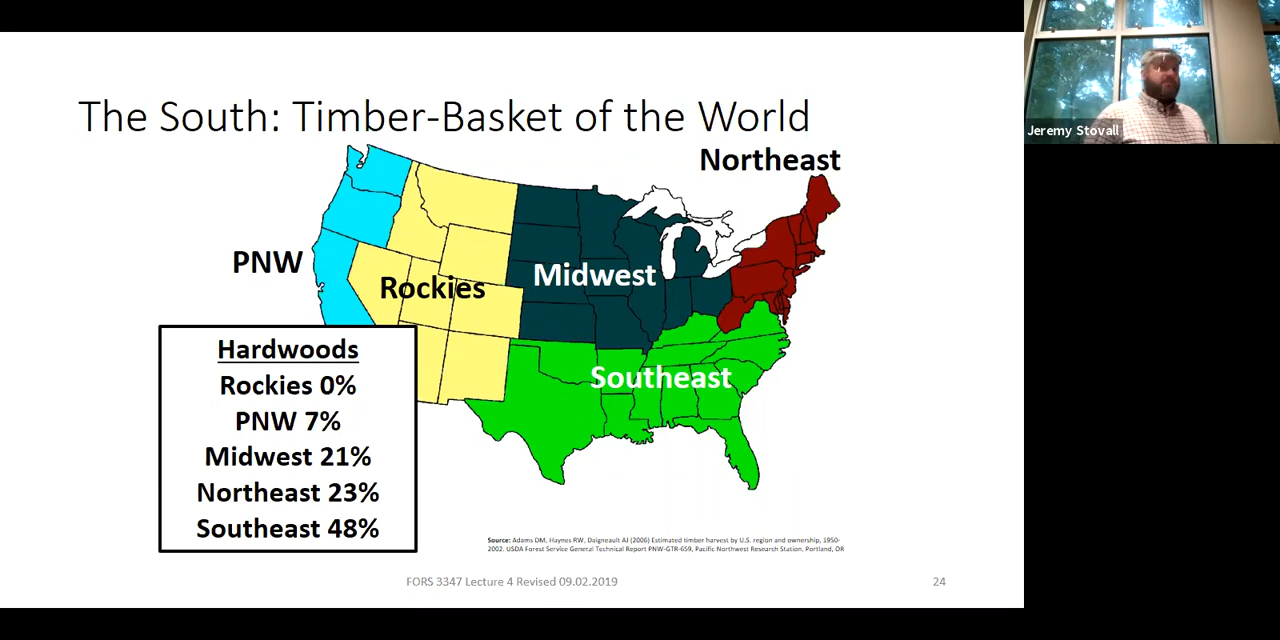 The South: Timber-Basket of the World
Jeremy Stovall
Northeast
PNW
Rockies
Midwest
Southeast
Hardwoods
Rockies 0%
PNW 7%
Midwest 21%
Northeast 23%
Southeast 48%
Source: Adams DM, Haynes RW, Daigneault AJ (2006) Estimated timber harvest by U.S. region and ownership, 1950-
2002. USDA Forest Service General Technical Report PNW-GTR-659, Pacific Northwest Research Station, Portland, OR
FORS 3347 Lecture 4 Revised 09.02.2019
24